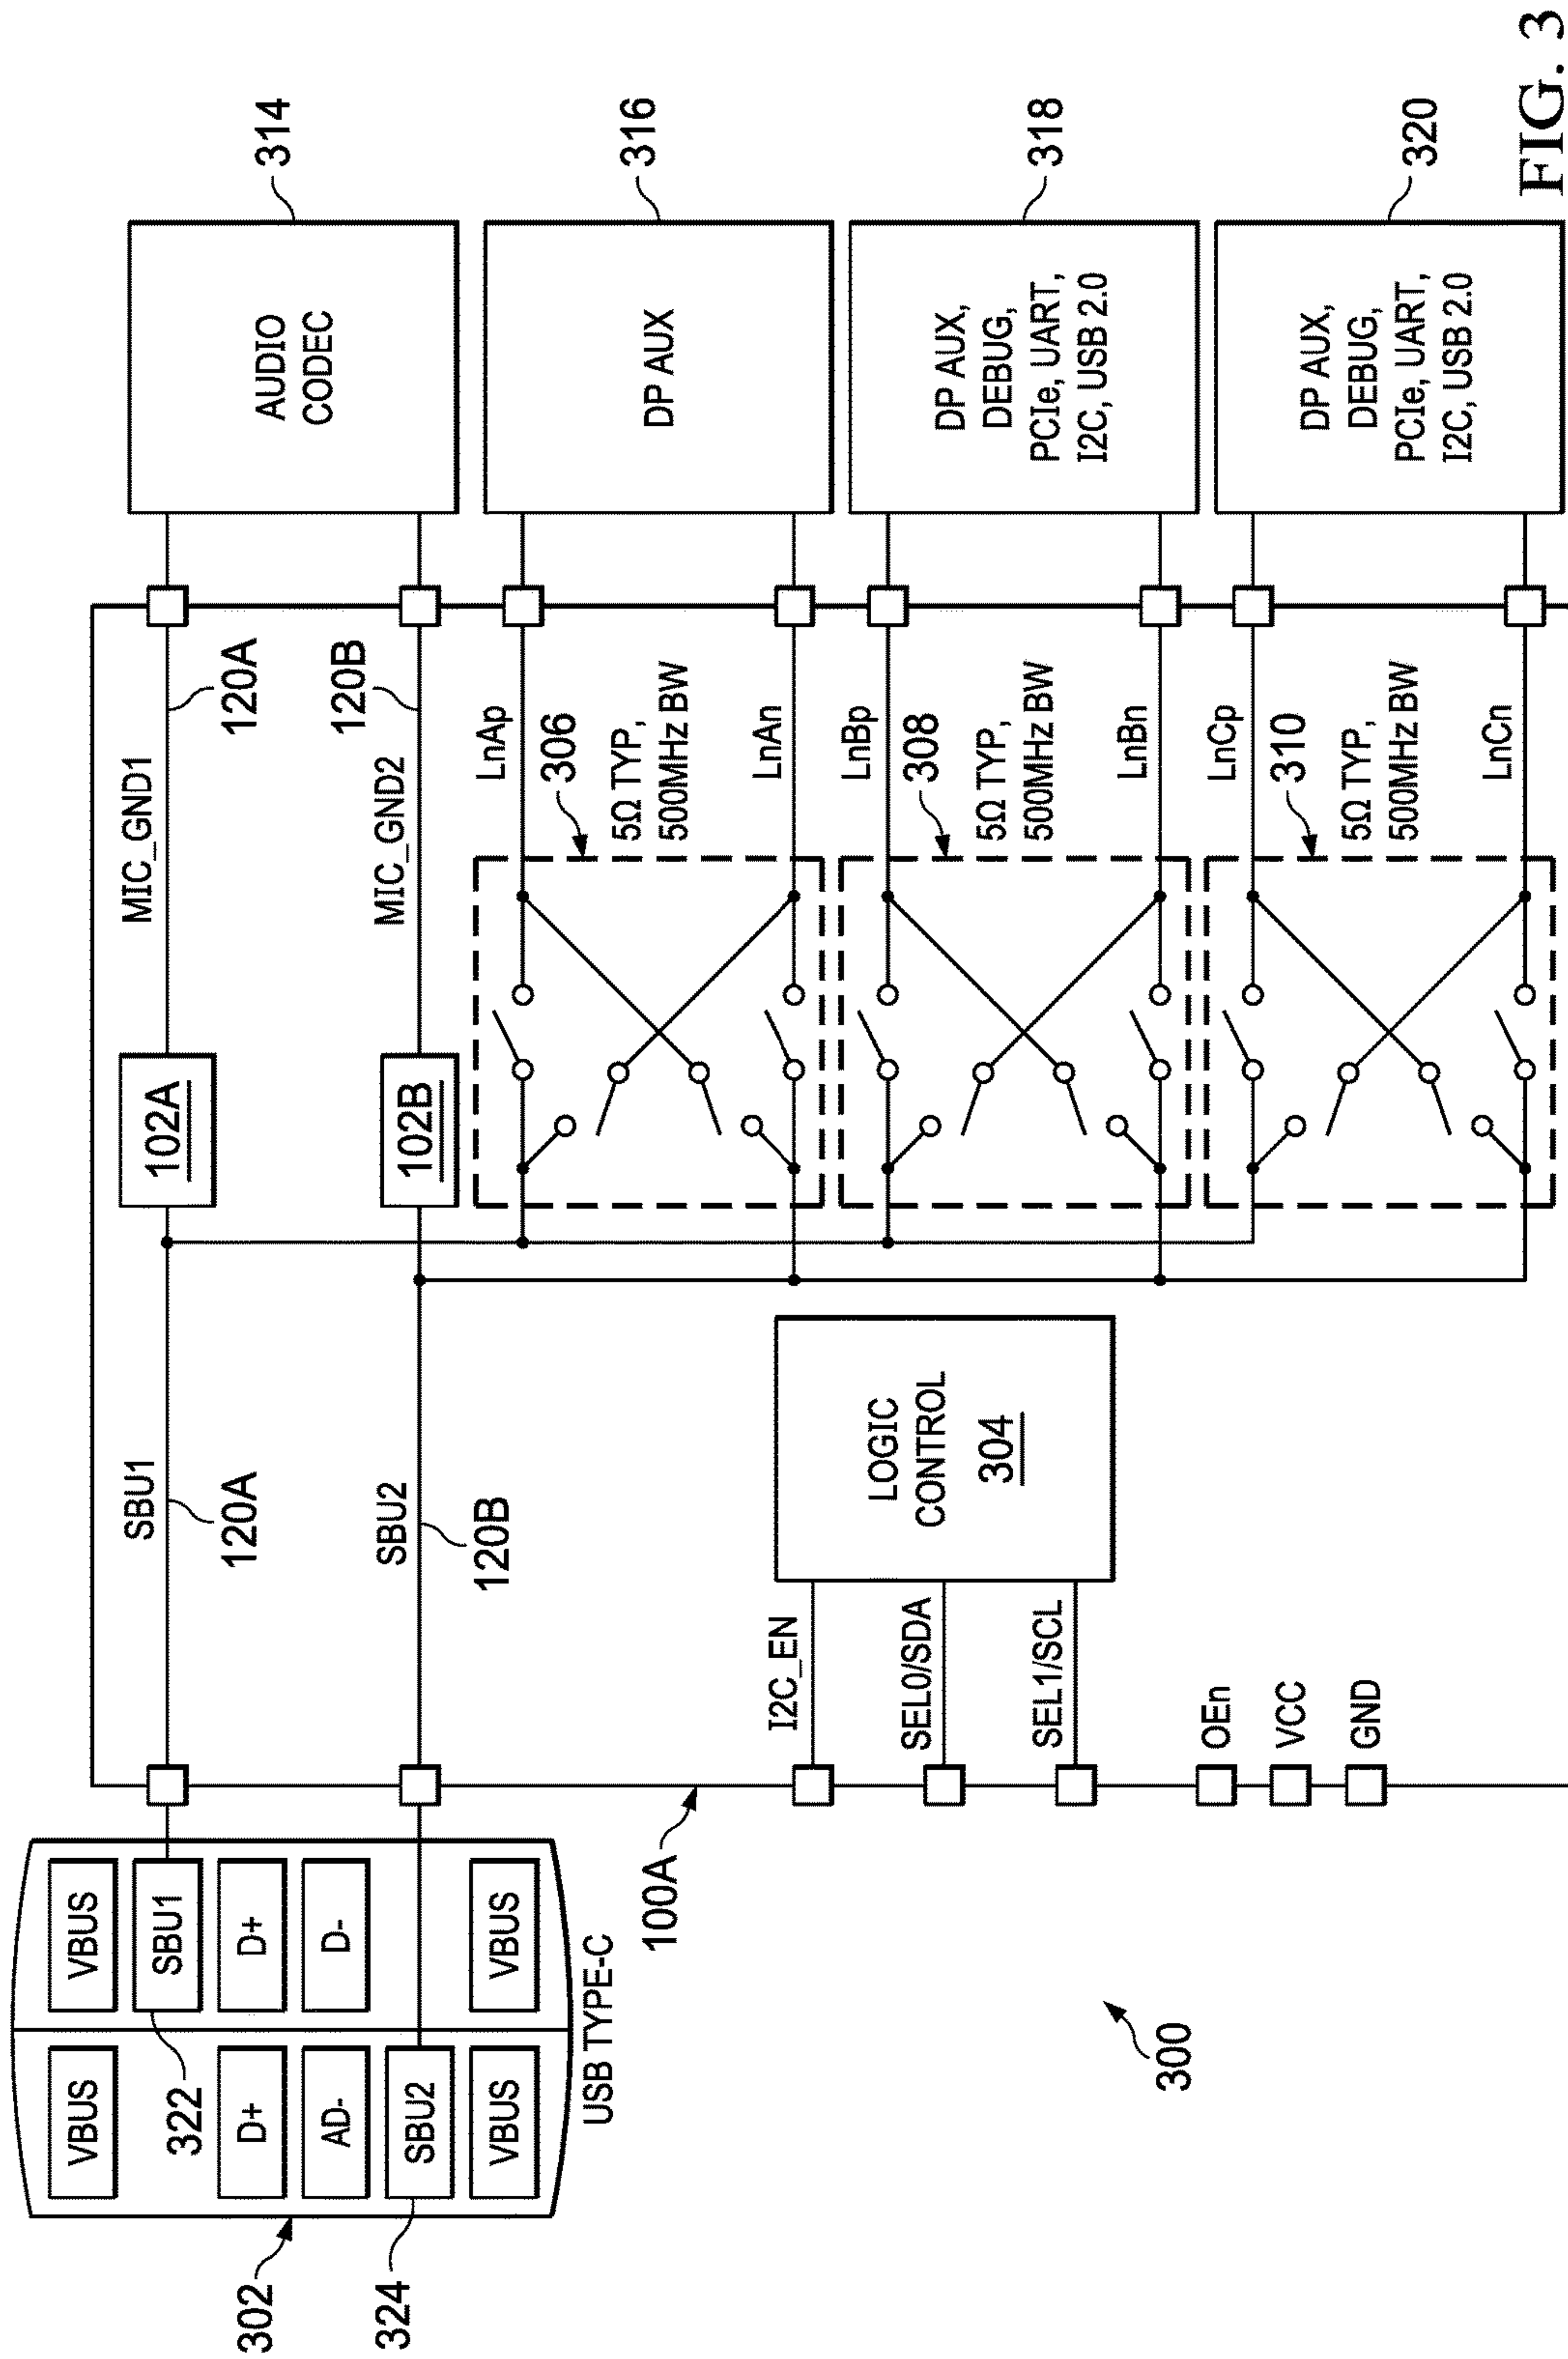 302
324
322
VBUS
D+
AD-
SBU2
VBUS
VBUS
SBU1
D+
D-
VBUS
USB TYPE-C
SBU1
120A
SBU2
120B
102A
MIC_GND1
120A
102B
MIC_GND2
120B
AUDIO
CODEC
314
LnAp
306
5Ω TYP,
500MHz BW
LnAn
DP AUX
316
LnBp
308
5Ω TYP,
500MHz BW
LnBn
DP AUX,
DEBUG,
PCIe, UART,
I2C, USB 2.0
318
LnCp
310
5Ω TYP,
500MHz BW
LnCn
DP AUX,
DEBUG,
PCIe, UART,
I2C, USB 2.0
320
100A
I2C_EN
SEL0/SDA
SEL1/SCL
LOGIC
CONTROL
304
OEn
VCC
GND
300
FIG. 3